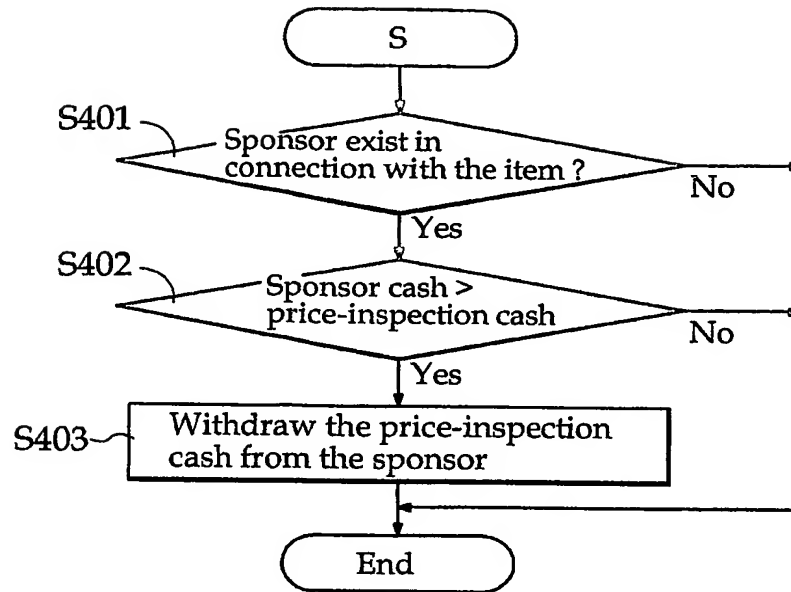 S
S401
Sponsor exist in
connection with the item ?
No
Yes
S402
Sponsor cash >
price-inspection cash
No
Yes
S403
Withdraw the price-inspection
cash from the sponsor
End